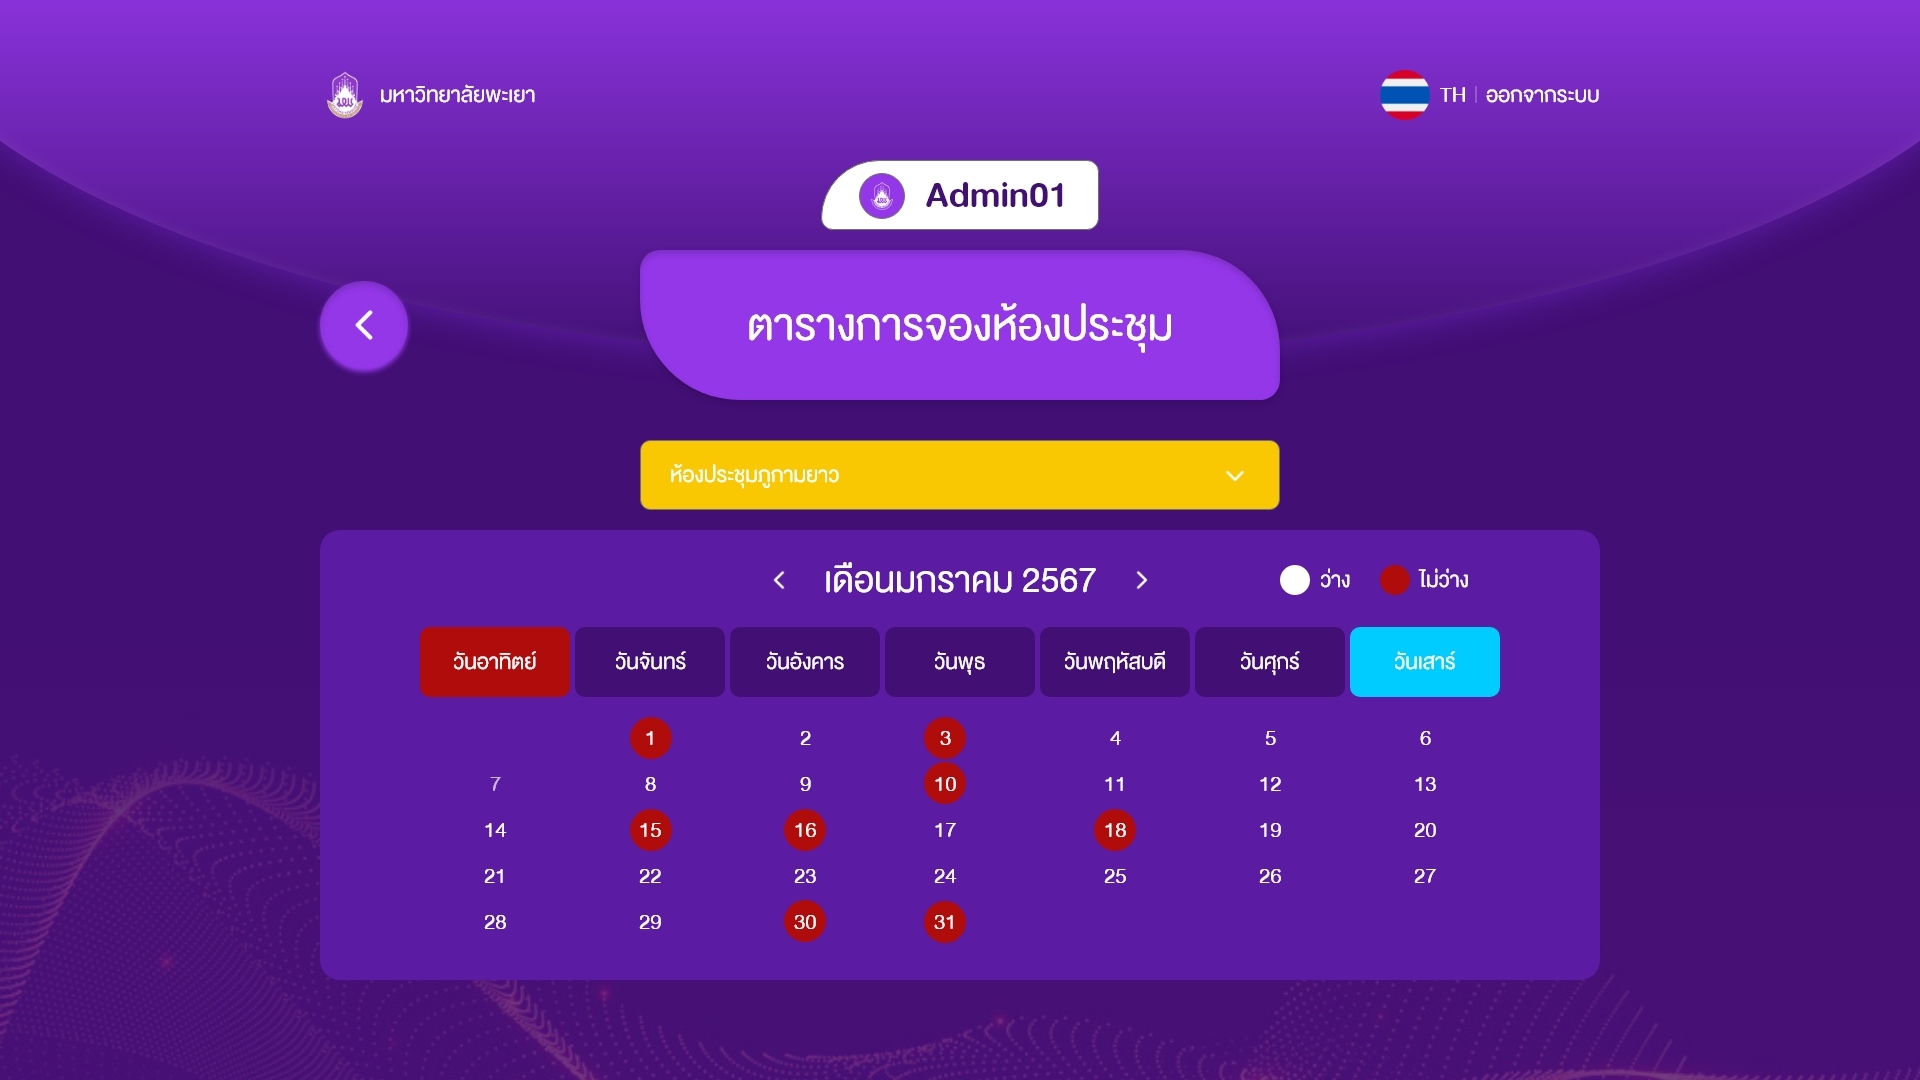 มหาวิทยาลัยพะเยา
TH | ออกจากระบบ
Admin01
ตารางการจองห้องประชุม
ห้องประชุมภูกามยาว
เดือนมกราคม 2567
ว่าง ไม่ว่าง
วันอาทิตย์ วันจันทร์ วันอังคาร วันพุธ วันพฤหัสบดี วันศุกร์ วันเสาร์
1 2 3 4 5 6
7 8 9 10 11 12 13
14 15 16 17 18 19 20
21 22 23 24 25 26 27
28 29 30 31